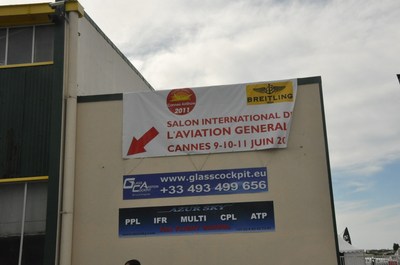 2011
BREITLING
SALON INTERNATIONAL DE
L'AVIATION GENERAL
CANNES 9-10-11 JUIN 20
www.glasscockpit.eu
GCA
+33 493 499 656
AZUR SKY
PPL IFR MULTI CPL ATP